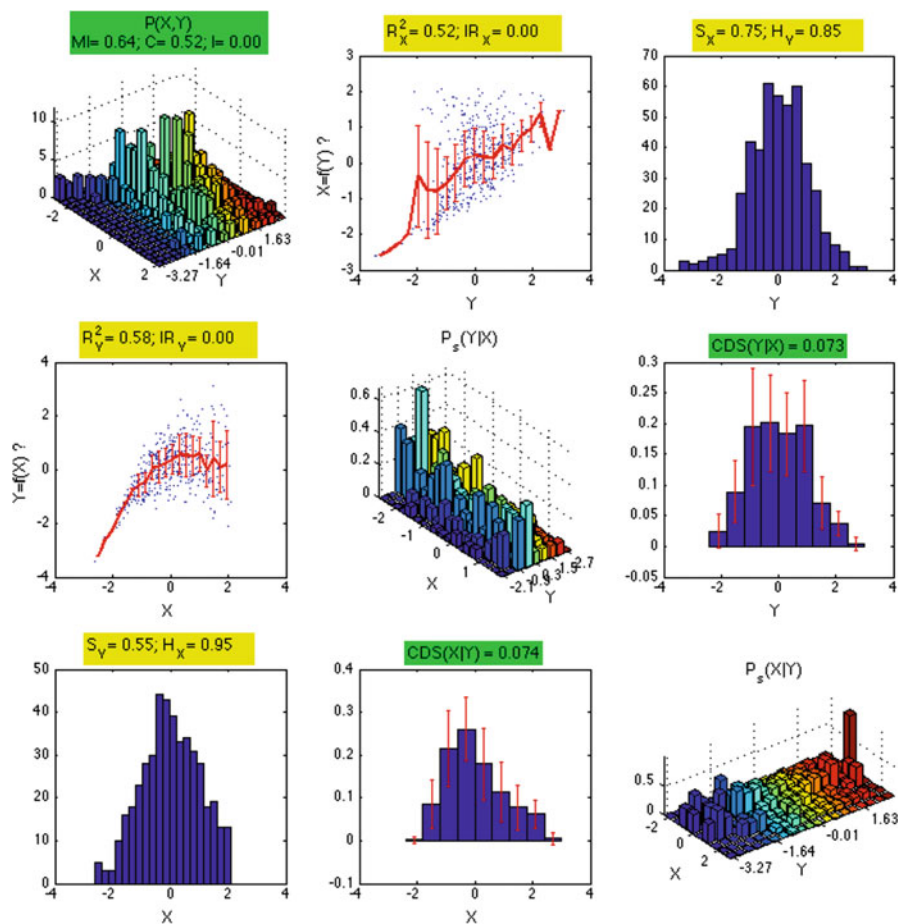 P(X,Y)
MI= 0.64; C= 0.52; I= 0.00
10
5
0
-2
0
2
X
-3.27
-1.64
-0.01
1.63
Y
R²X= 0.52; IRX= 0.00
X=f(Y) ?
3
2
1
0
-1
-2
-3
-4 -2 0 2 4
Y
SX= 0.75; HY= 0.85
70
60
50
40
30
20
10
0
-4 -2 0 2 4
Y
R²Y= 0.58; IRY= 0.00
Y=f(X) ?
4
2
0
-2
-4
-4 -2 0 2 4
X
Ps(Y|X)
0.6
0.4
0.2
0
-2
-1
0
1
X
-2.1
2.7
Y
CDS(Y|X) = 0.073
0.3
0.25
0.2
0.15
0.1
0.05
0
-0.05
-4 -2 0 2 4
Y
SY= 0.55; HX= 0.95
50
40
30
20
10
0
-4 -2 0 2 4
X
CDS(X|Y) = 0.074
0.4
0.3
0.2
0.1
0
-0.1
-4 -2 0 2 4
X
Ps(X|Y)
0.5
0
-2
0
2
X
-3.27
-1.64
-0.01
1.63
Y